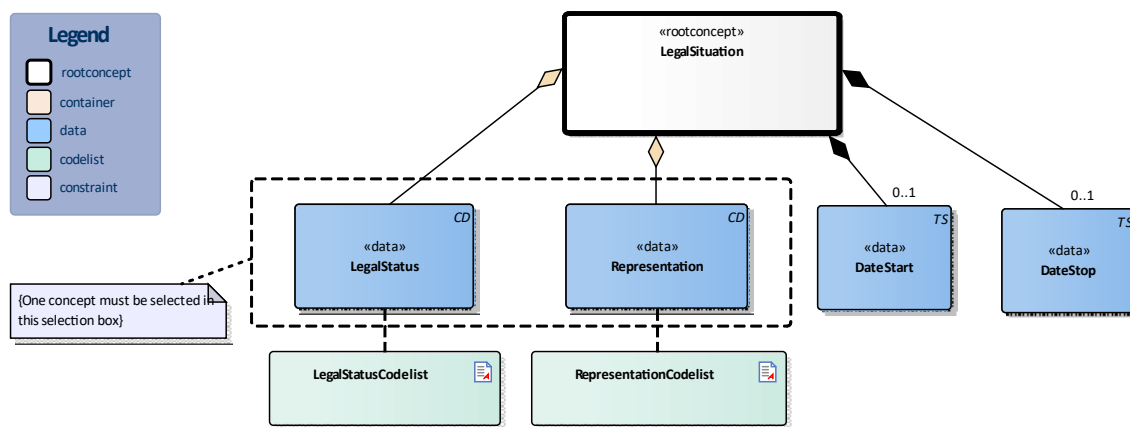 Legend
rootconcept
container
data
codelist
constraint
«rootconcept»
LegalSituation
0..1
0..1
CD
«data»
LegalStatus
CD
«data»
Representation
TS
«data»
DateStart
TS
«data»
DateStop
{One concept must be selected in
this selection box}
LegalStatusCodelist
RepresentationCodelist